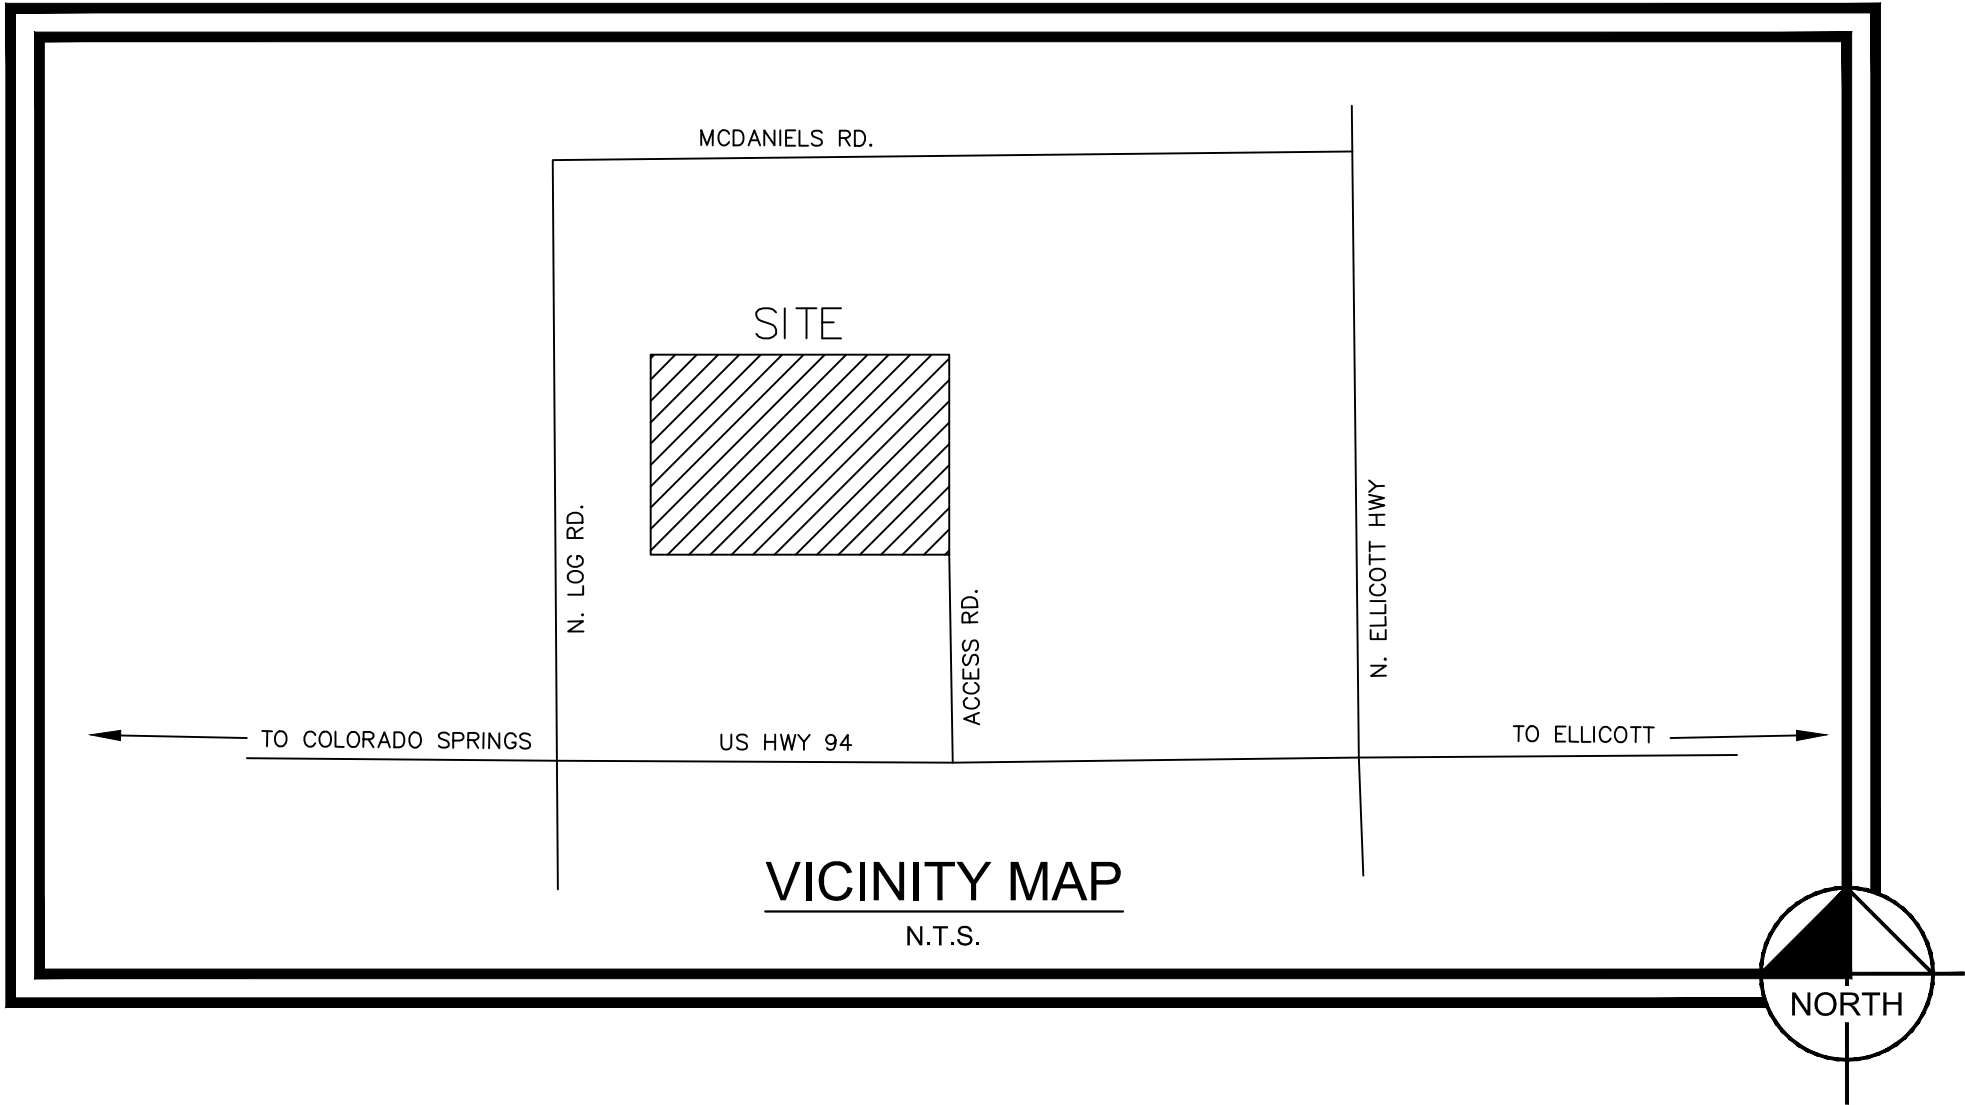 MCDANIELS RD.
SITE
N. LOG RD.
N. ELLICOTT HWY
ACCESS RD.
TO COLORADO SPRINGS
US HWY 94
TO ELLICOTT
VICINITY MAP
N.T.S.
NORTH